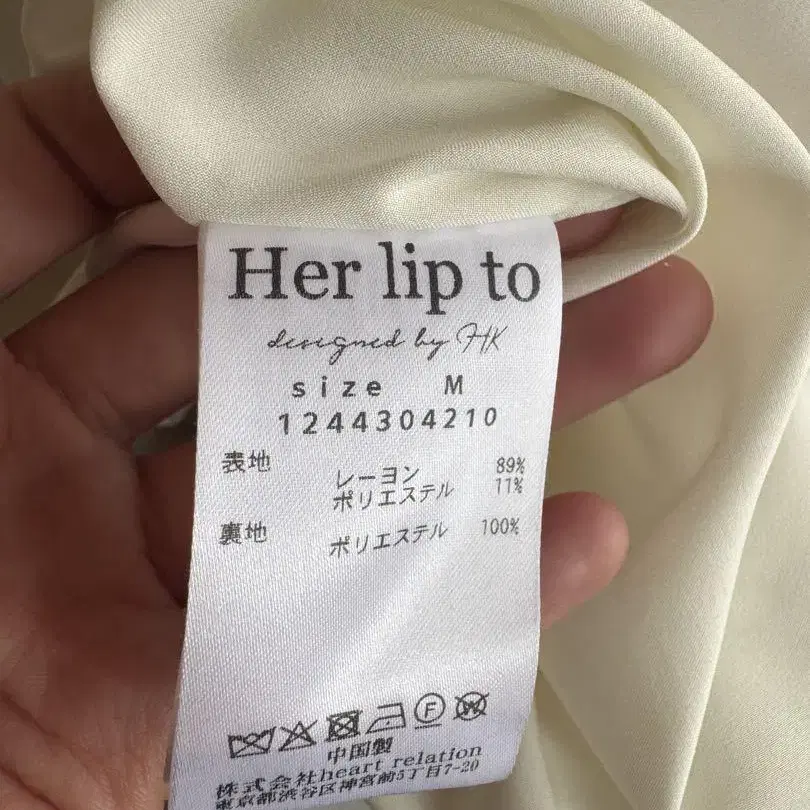 Her lip to
designed by HK
size M
1244304210
表地 レーヨン 89%
ポリエステル 11%
裏地 ポリエステル 100%
F W
中国製
株式会社heart relation
東京都渋谷区神宮前5丁目7-20